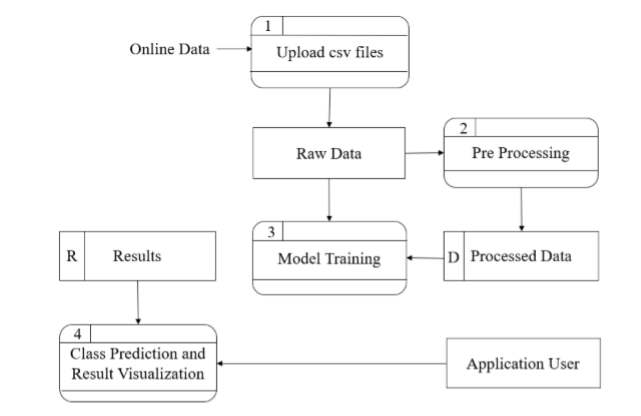 1
Online Data
Upload csv files
Raw Data
2
Pre Processing
3
Model Training
D
Processed Data
R
Results
4
Class Prediction and
Result Visualization
Application User